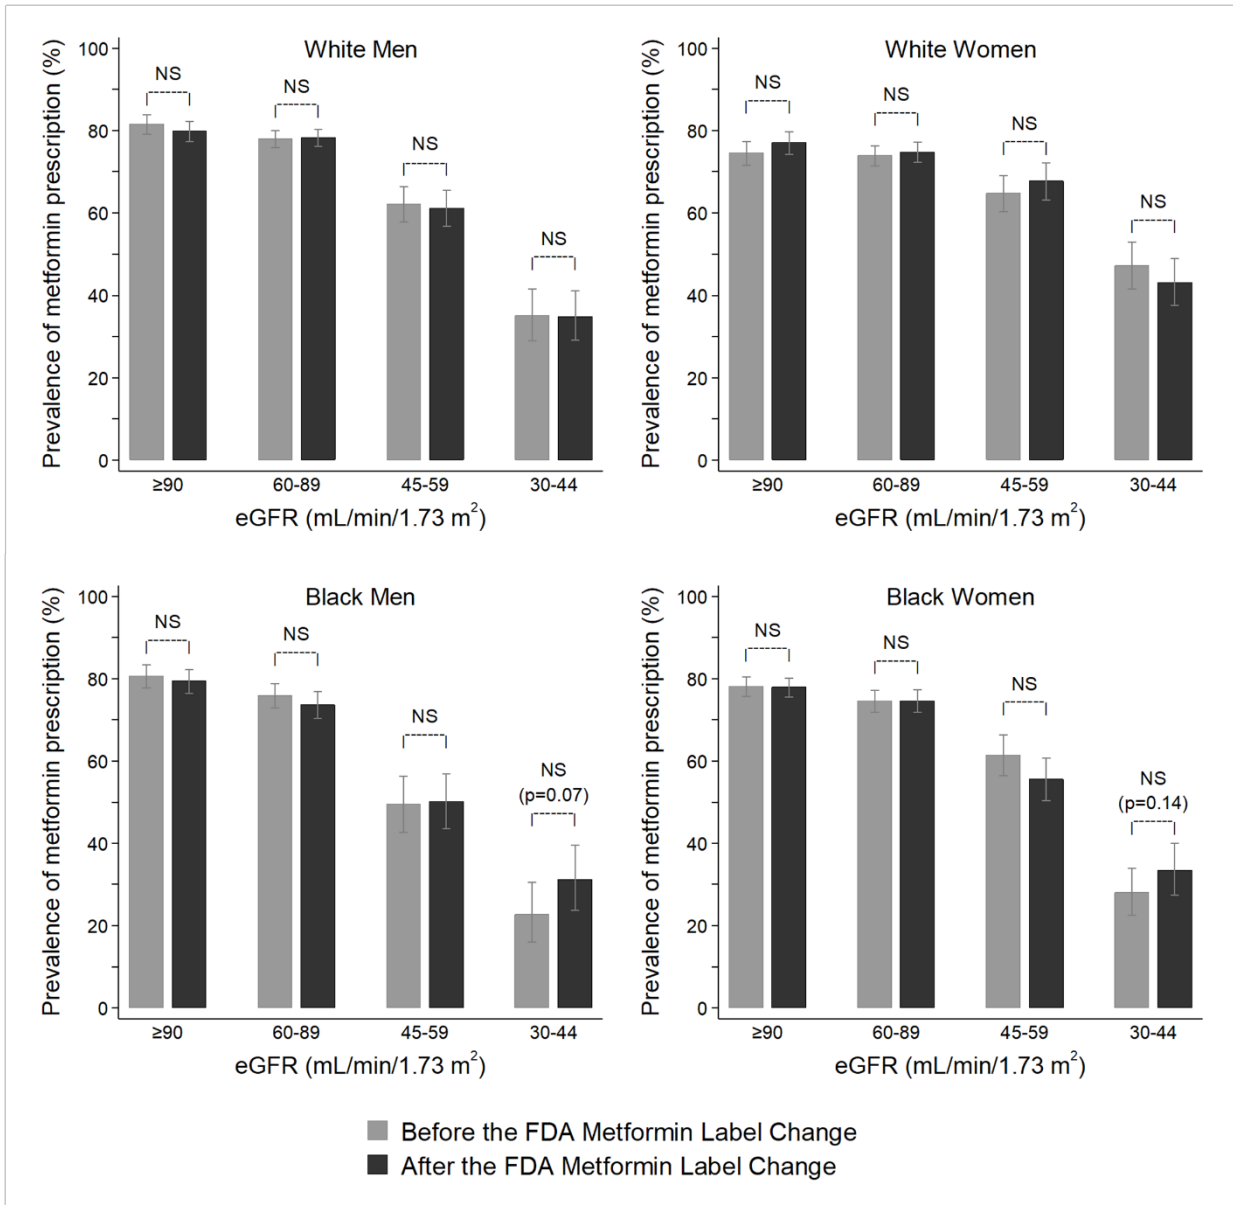 White Men
Prevalence of metformin prescription (%)
100
80
60
40
20
0
NS
NS
NS
NS
≥90 60-89 45-59 30-44
eGFR (mL/min/1.73 m²)
White Women
Prevalence of metformin prescription (%)
100
80
60
40
20
0
NS
NS
NS
NS
≥90 60-89 45-59 30-44
eGFR (mL/min/1.73 m²)
Black Men
Prevalence of metformin prescription (%)
100
80
60
40
20
0
NS
NS
NS
NS
(p=0.07)
≥90 60-89 45-59 30-44
eGFR (mL/min/1.73 m²)
Black Women
Prevalence of metformin prescription (%)
100
80
60
40
20
0
NS
NS
NS
NS
(p=0.14)
≥90 60-89 45-59 30-44
eGFR (mL/min/1.73 m²)
Before the FDA Metformin Label Change
After the FDA Metformin Label Change